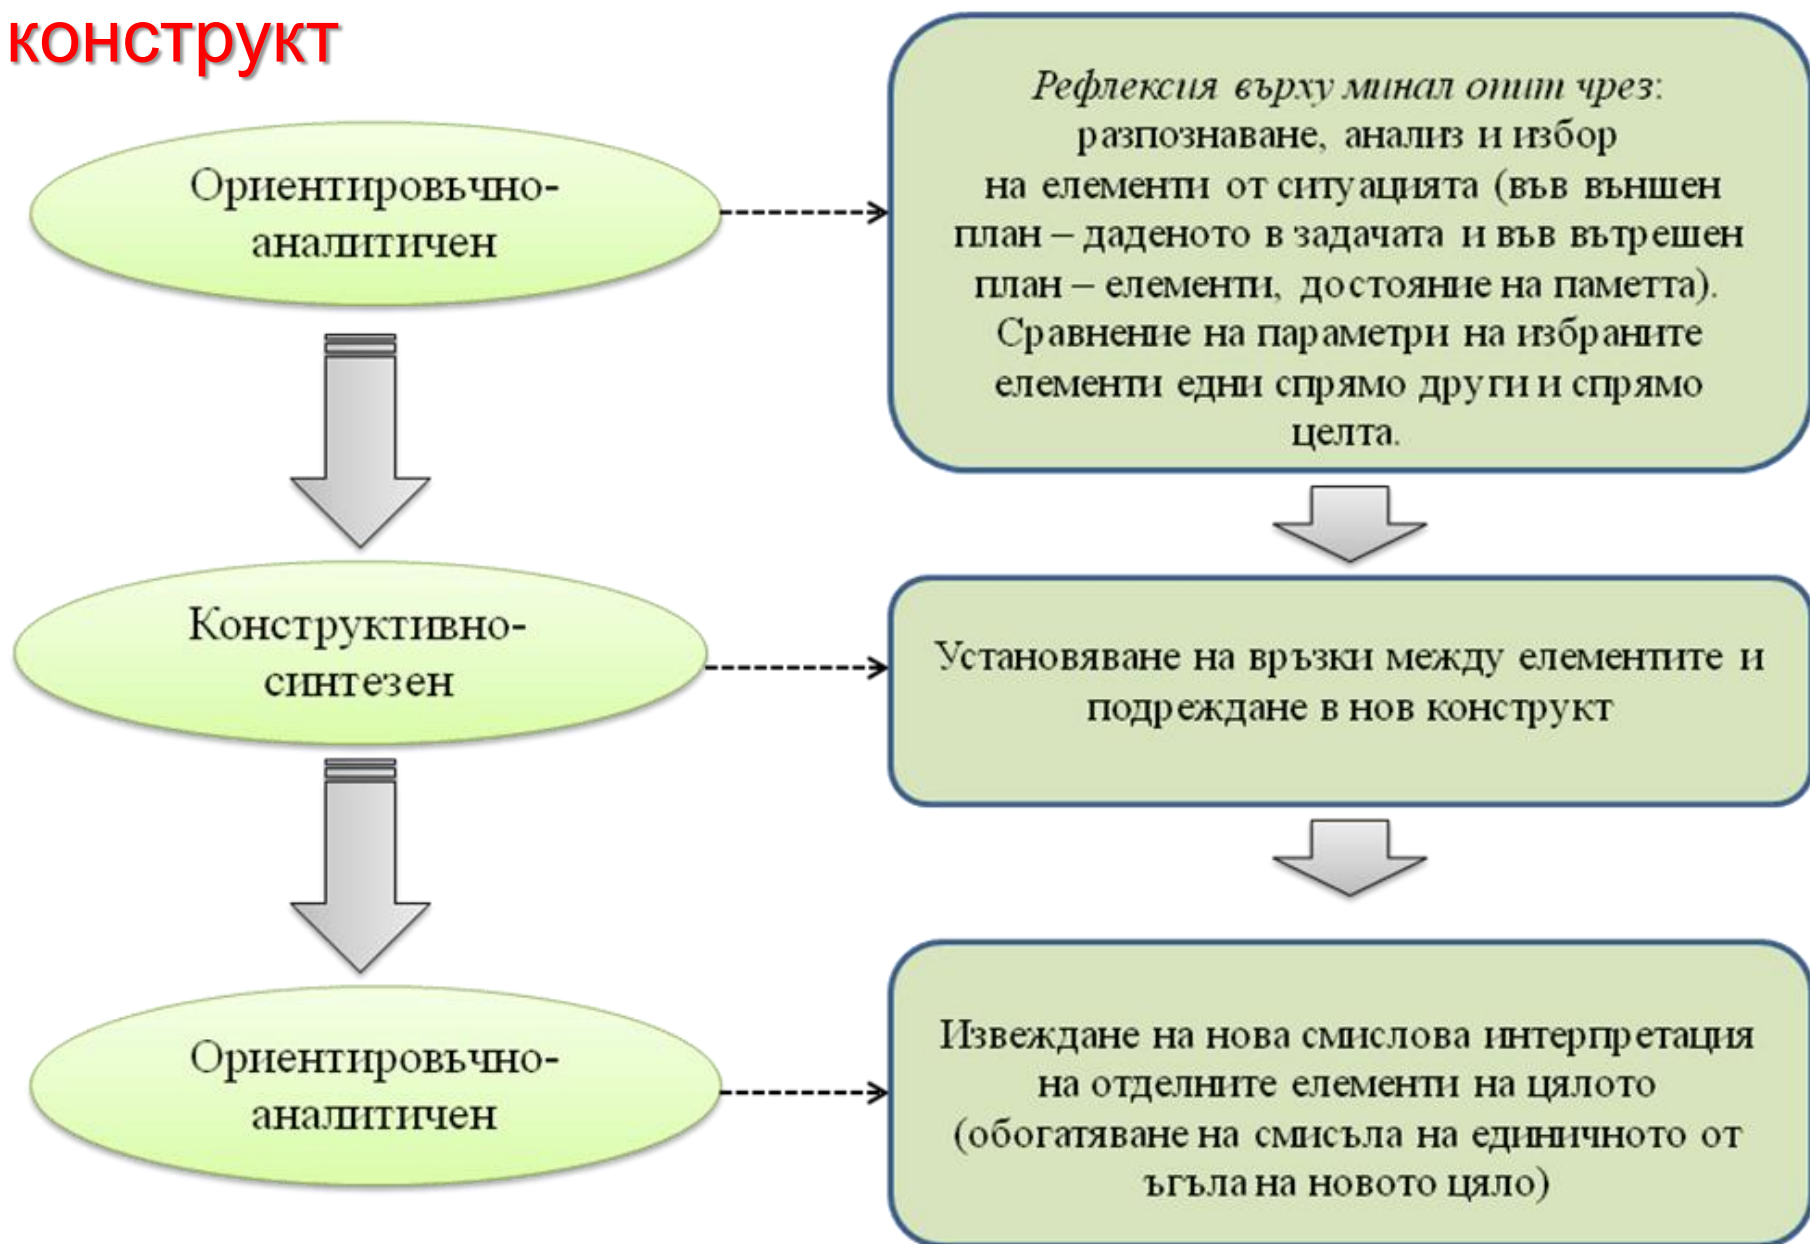 конструкт
Ориентировъчно-
аналитичен
Рефлексия върху минал опит чрез:
разпознаване, анализ и избор
на елементи от ситуацията (във външен
план – даденото в задачата и във вътрешен
план – елементи, достояние на паметта).
Сравнение на параметри на избраните
елементи едни спрямо други и спрямо
целта.
Конструктивно-
синтезен
Установяване на връзки между елементите и
подреждане в нов конструкт
Ориентировъчно-
аналитичен
Извеждане на нова смислова интерпретация
на отделните елементи на цялото
(обогатяване на смисъла на единичното от
ъгъла на новото цяло)